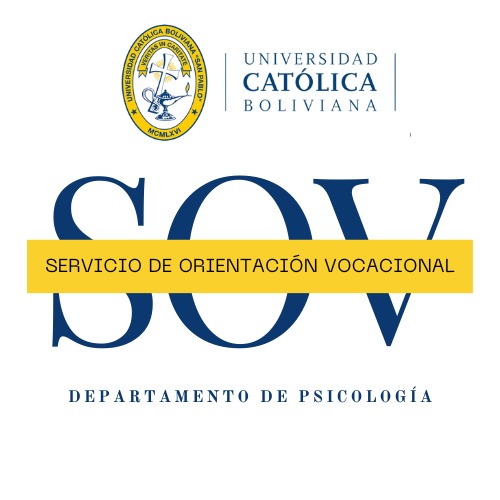 UNIVERSIDAD CATÓLICA BOLIVIANA "SAN PABLO"
VERITAS IN CARITATE
MCMLXVI
UNIVERSIDAD
CATÓLICA
BOLIVIANA
SOV
SERVICIO DE ORIENTACIÓN VOCACIONAL
DEPARTAMENTO DE PSICOLOGÍA